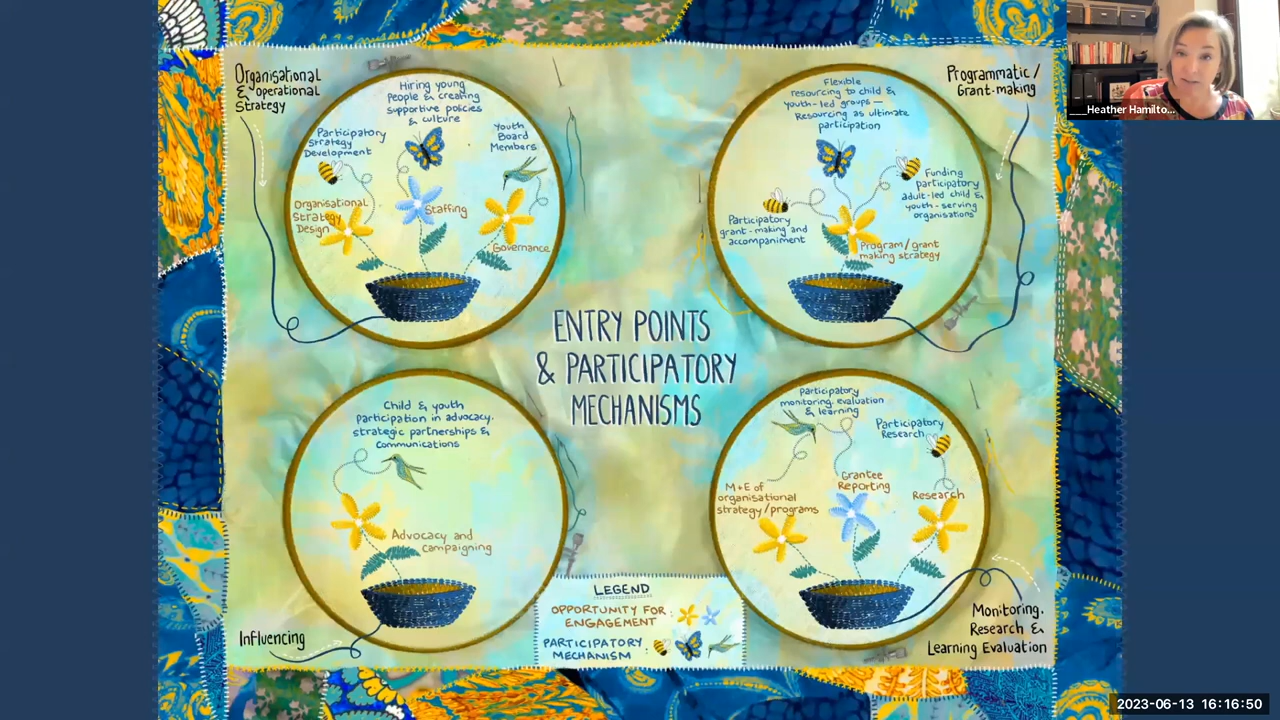 Organisational
& operational
Strategy
Hiring young
People & creating
supportive policies
& culture
Participatory
Strategy
Development
Youth
Board
Members
Organisational
Strategy
Design
Staffing
Governance
Programmatic /
Grant-making
Flexible
resourcing to child &
youth-led groups —
Resourcing as ultimate
participation
Funding
participatory
adult-led child &
youth-serving
organisations
Participatory
grant-making and
accompaniment
Program/grant
making strategy
ENTRY POINTS
& PARTICIPATORY
MECHANISMS
Child & youth
Participation in advocacy,
strategic partnerships &
communications
Advocacy and
campaigning
Influencing
Participatory
monitoring, evaluation
& learning
Participatory
Research
M+E of
organisational
strategy/programs
Grantee
Reporting
Research
Monitoring,
Research &
Learning Evaluation
LEGEND
OPPORTUNITY FOR
ENGAGEMENT
PARTICIPATORY
MECHANISM
___Heather Hamilto...
2023-06-13 16:16:50